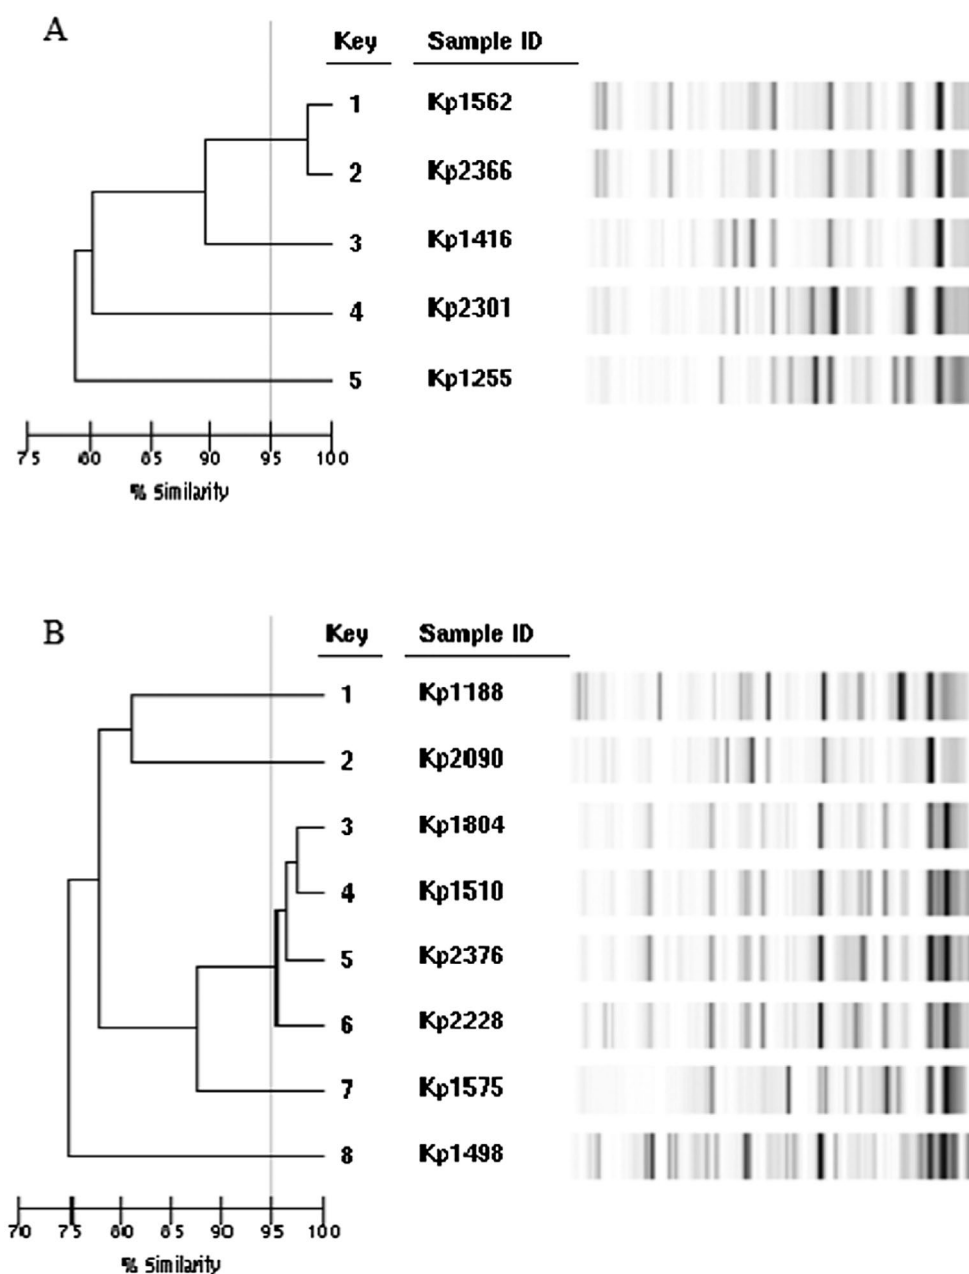 A
Key Sample ID
1 Kp1562
2 Kp2366
3 Kp1416
4 Kp2301
5 Kp1255
75 80 85 90 95 100
% Similarity
B
Key Sample ID
1 Kp1188
2 Kp2090
3 Kp1804
4 Kp1510
5 Kp2376
6 Kp2228
7 Kp1575
8 Kp1498
70 75 80 85 90 95 100
% Similarity